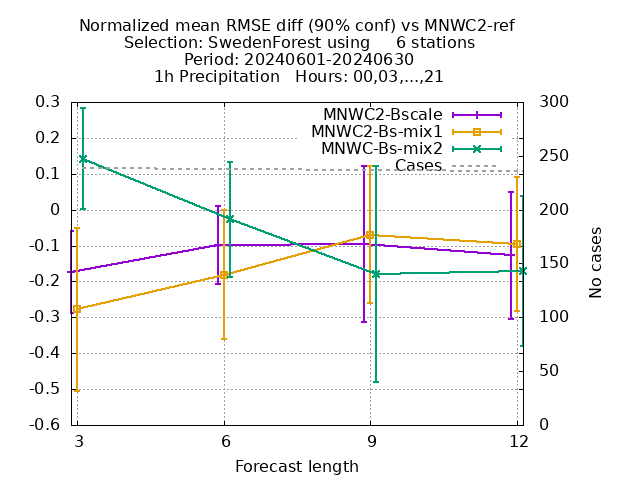 Normalized mean RMSE diff (90% conf) vs MNWC2-ref
Selection: SwedenForest using     6 stations
Period: 20240601-20240630
1h Precipitation   Hours: 00,03,...,21
MNWC2-Bscale
MNWC2-Bs-mix1
MNWC-Bs-mix2
Cases
0.3
0.2
0.1
0
-0.1
-0.2
-0.3
-0.4
-0.5
-0.6
300
250
200
150
100
50
0
No cases
3
6
9
12
Forecast length